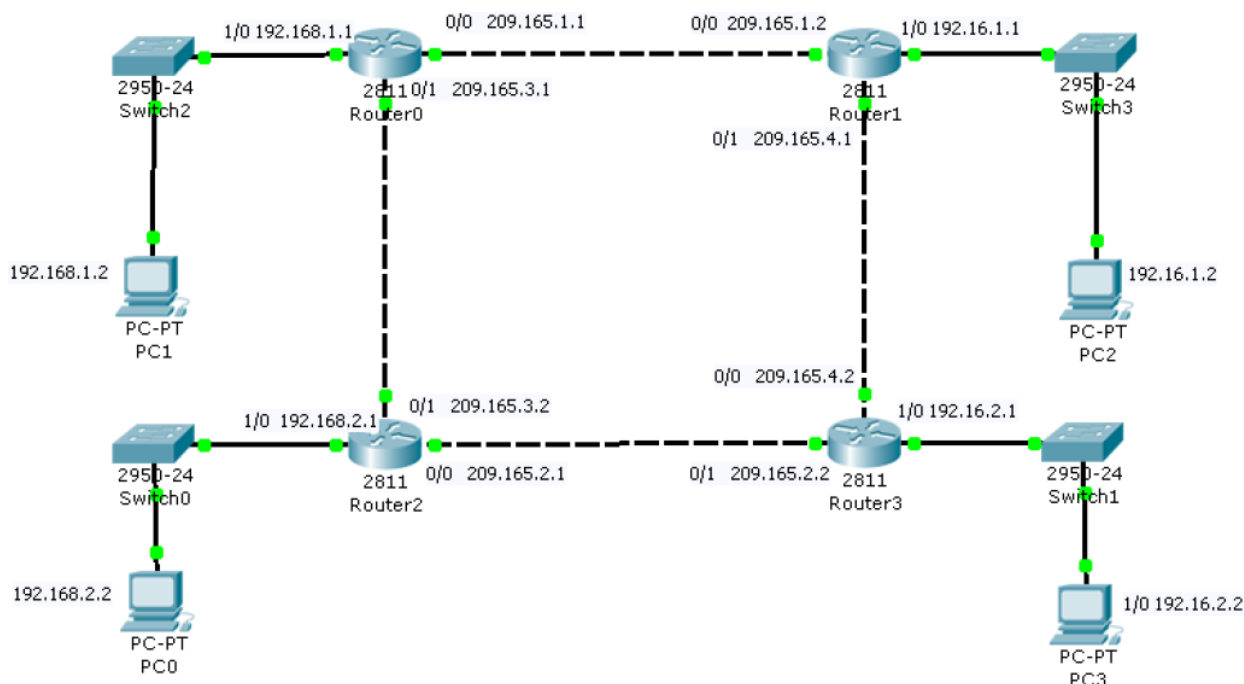 1/0 192.168.1.1
0/0 209.165.1.1
0/0 209.165.1.2
1/0 192.16.1.1
2950-24
Switch2
2811
Router0
0/1 209.165.3.1
2811
Router1
2950-24
Switch3
0/1 209.165.4.1
192.168.1.2
PC-PT
PC1
192.16.1.2
PC-PT
PC2
0/0 209.165.4.2
1/0 192.168.2.1
0/1 209.165.3.2
1/0 192.16.2.1
2950-24
Switch0
0/0 209.165.2.1
2811
Router2
0/1 209.165.2.2
2811
Router3
2950-24
Switch1
192.168.2.2
PC-PT
PC0
1/0 192.16.2.2
PC-PT
PC3